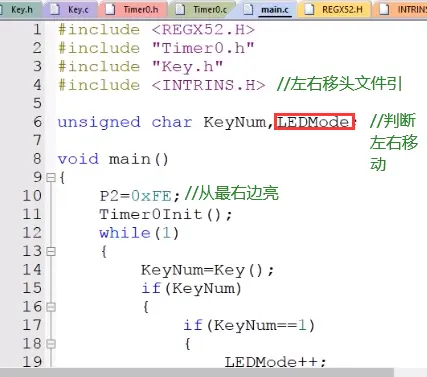 Key.h Key.c Timer0.h Timer0.c main.c REGX52.H INTRINS.
1 #include <REGX52.H>
2 #include "Timer0.h"
3 #include "Key.h"
4 #include <INTRINS.H> //左右移头文件引
5
6 unsigned char KeyNum,LEDMode; //判断
左右移
7
动
8 void main()
9 {
10 P2=0xFE;//从最右边亮
11 Timer0Init();
12 while(1)
13 {
14 KeyNum=Key();
15 if(KeyNum)
16 {
17 if(KeyNum==1)
18 {
19 LEDMode++;